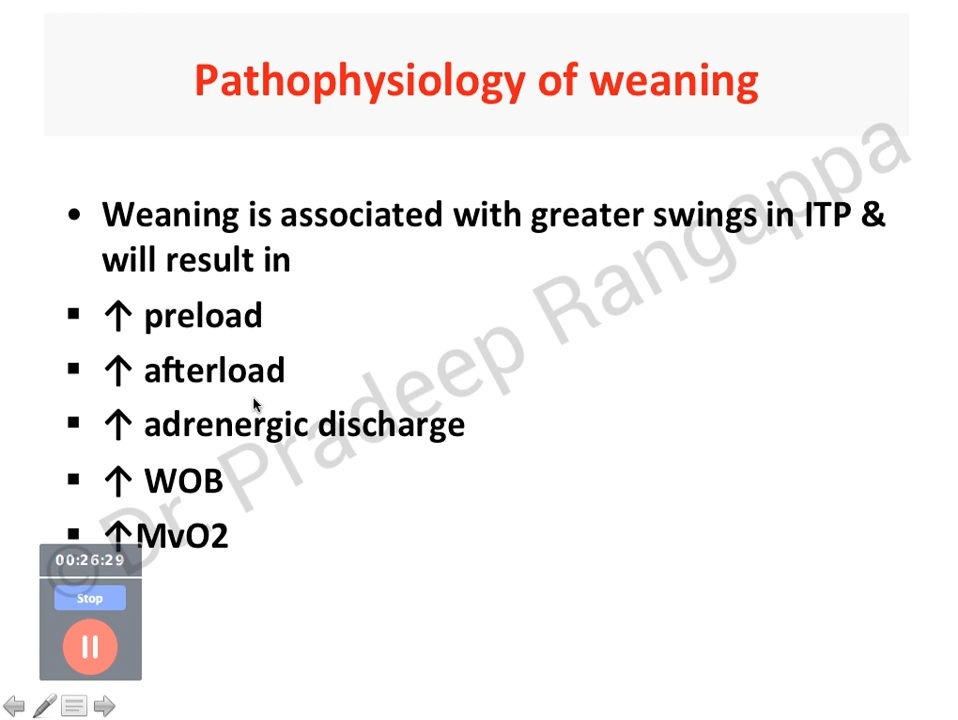 Pathophysiology of weaning
• Weaning is associated with greater swings in ITP &
will result in
▪ ↑ preload
▪ ↑ afterload
▪ ↑ adrenergic discharge
▪ ↑ WOB
▪ ↑MvO2
© Dr Pradeep Rangappa
00:26:29
Stop